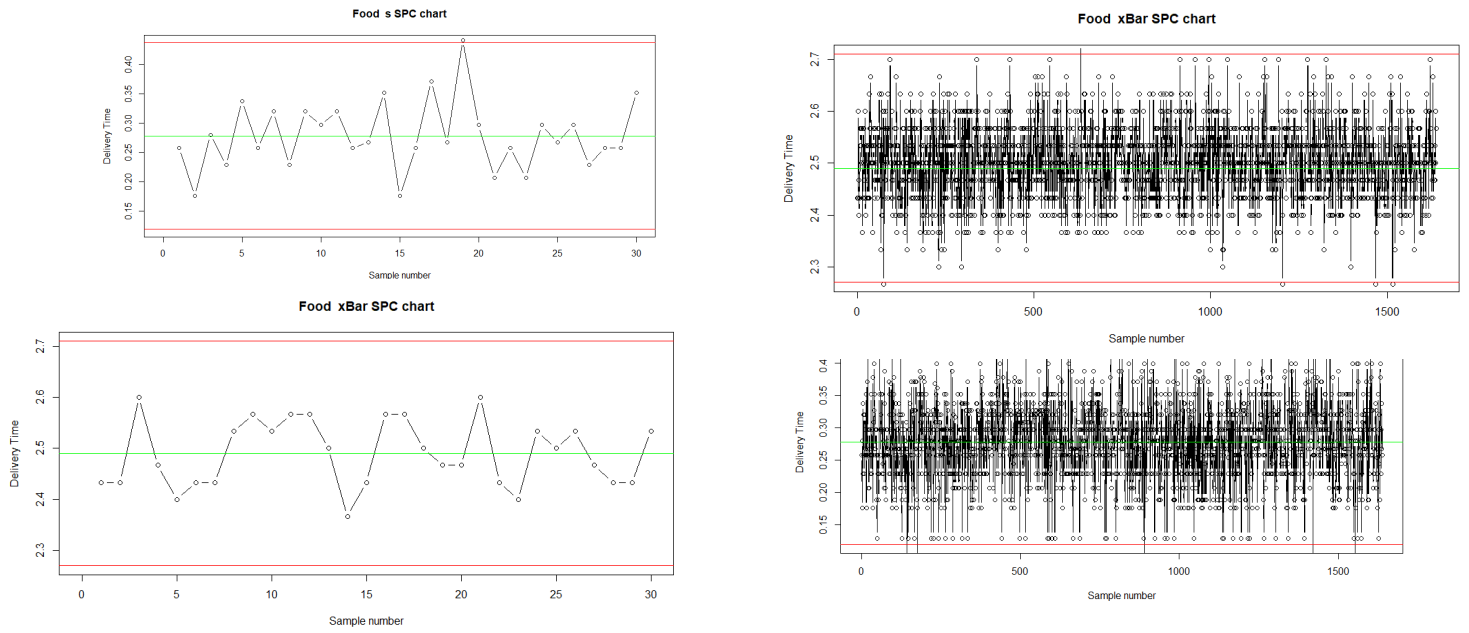 Food s SPC chart
Delivery Time
0.40
0.35
0.30
0.25
0.20
0.15
0 5 10 15 20 25 30
Sample number
Food xBar SPC chart
Delivery Time
2.7
2.6
2.5
2.4
2.3
0 5 10 15 20 25 30
Sample number
Food xBar SPC chart
Delivery Time
2.7
2.6
2.5
2.4
2.3
0 500 1000 1500
Sample number
Delivery Time
0.4
0.35
0.30
0.25
0.20
0.15
0 500 1000 1500
Sample number